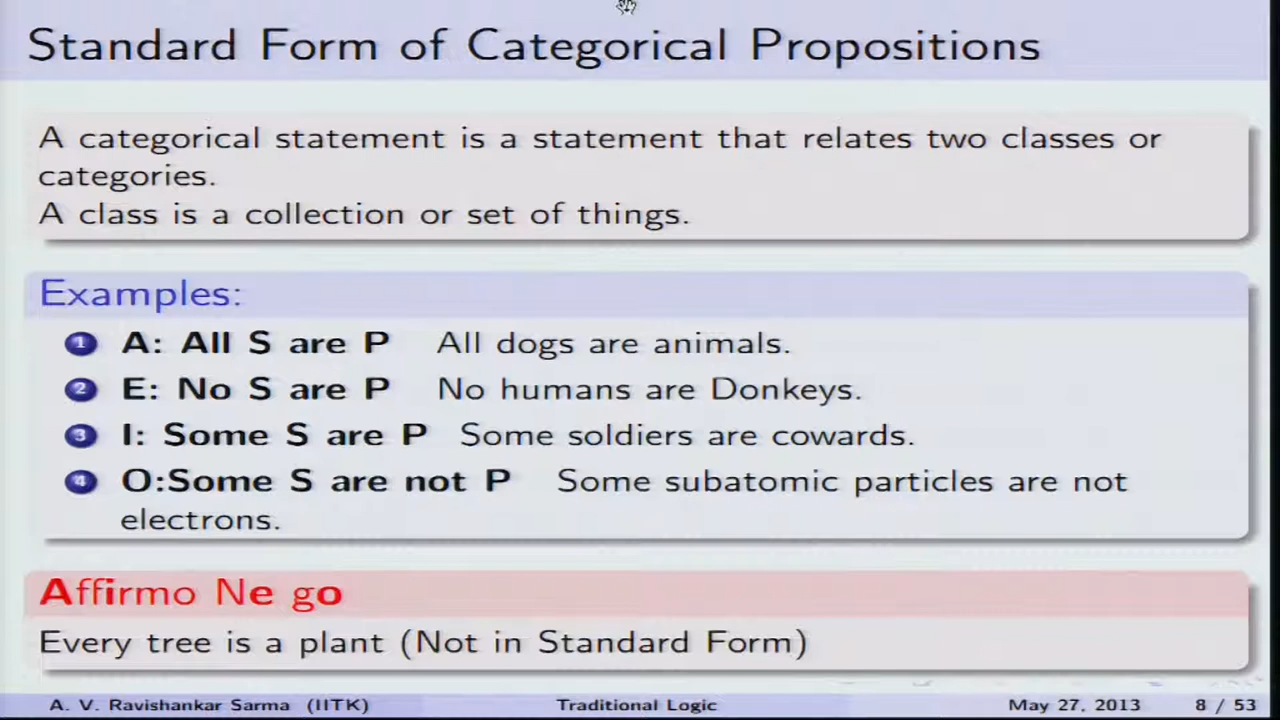 Standard Form of Categorical Propositions
A categorical statement is a statement that relates two classes or
categories.
A class is a collection or set of things.
Examples:
1 A: All S are P All dogs are animals.
2 E: No S are P No humans are Donkeys.
3 I: Some S are P Some soldiers are cowards.
4 O:Some S are not P Some subatomic particles are not
electrons.
Affirmo Ne go
Every tree is a plant (Not in Standard Form)
A. V. Ravishankar Sarma (IITK) Traditional Logic May 27, 2013 8 / 53